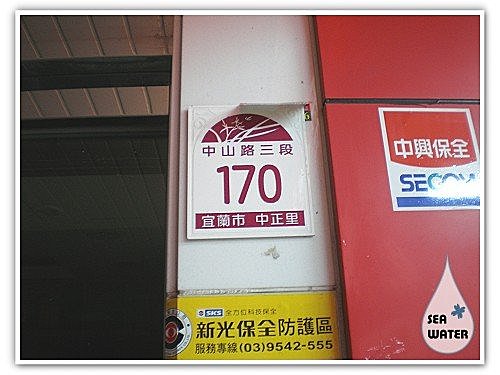 中山路三段
170
宜蘭市 中正里
中興保全
SECOM
SKS 全方位科技保全
新光保全防護區
服務專線(03)9542-555
SEA
WATER